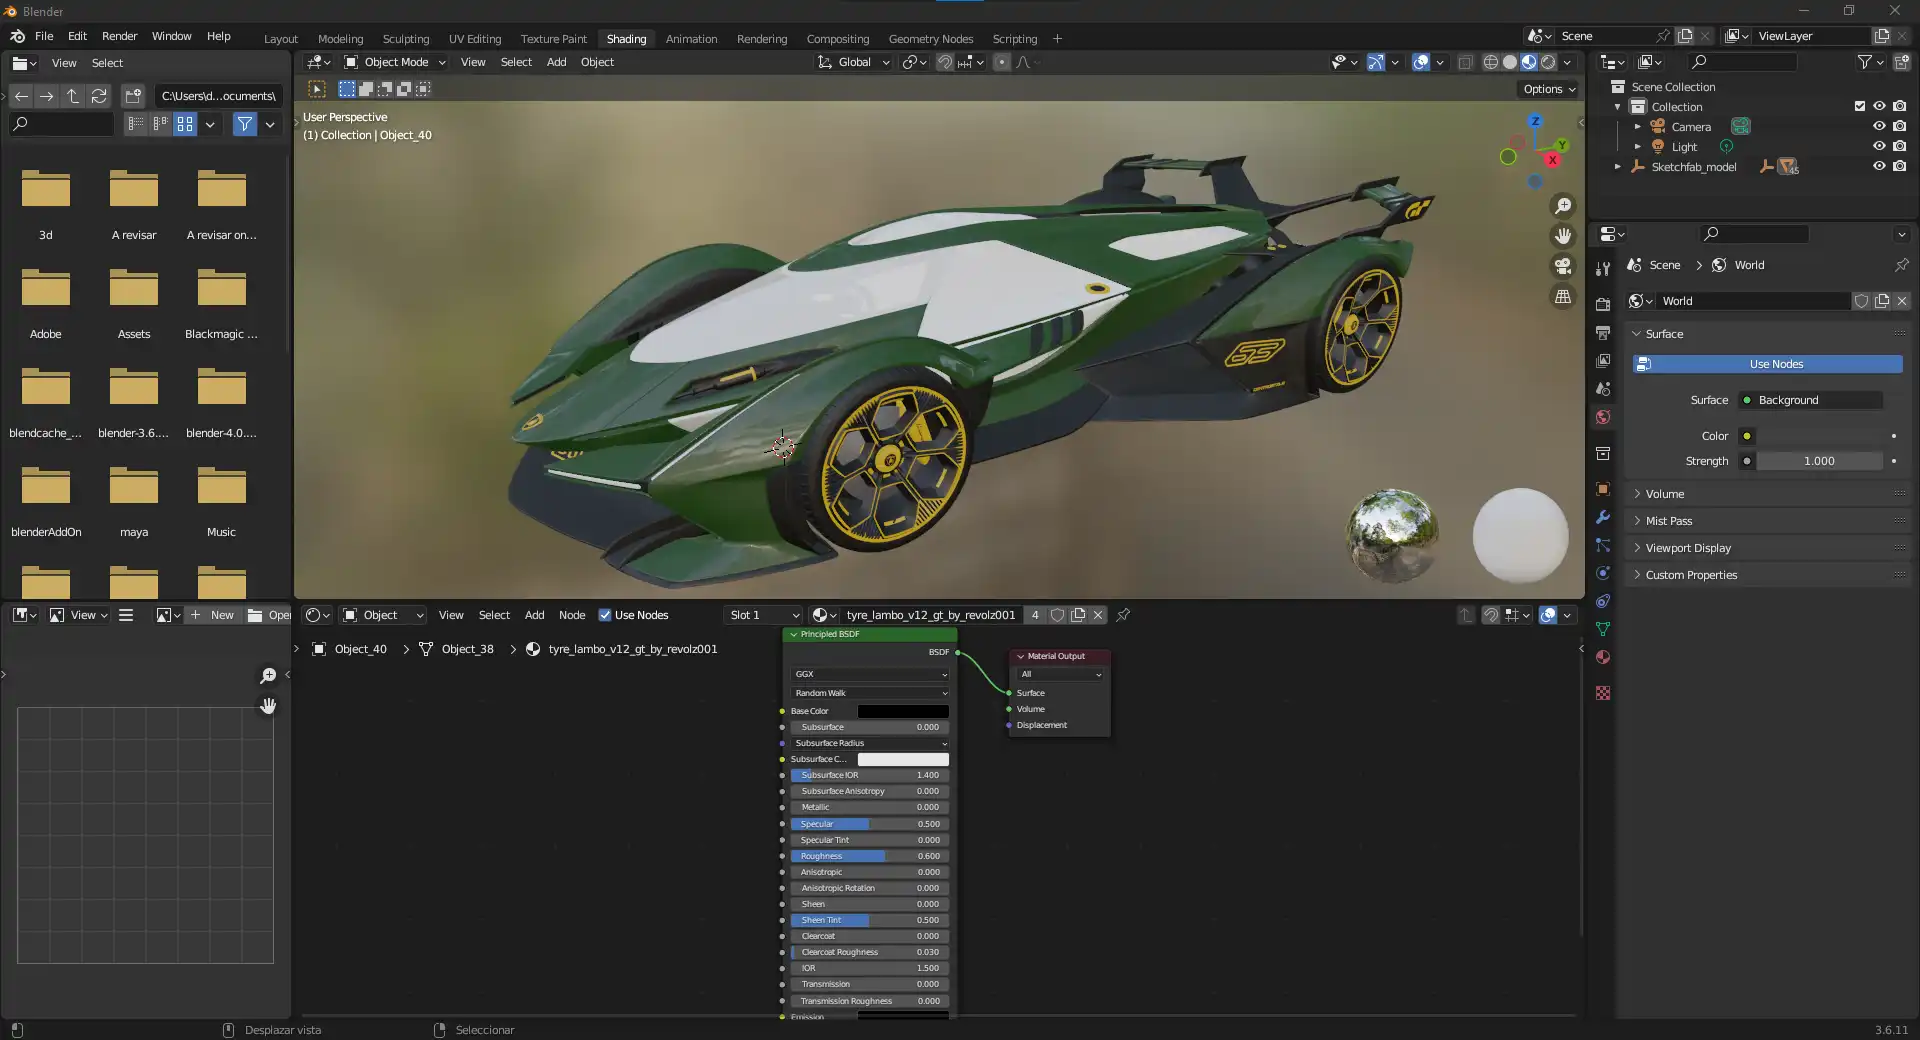 Blender
File Edit Render Window Help
Layout Modeling Sculpting UV Editing Texture Paint Shading Animation Rendering Compositing Geometry Nodes Scripting +
Scene
ViewLayer
View Select
C:\Users\d...ocuments\
3d
A revisar
A revisar on...
Adobe
Assets
Blackmagic ...
blendcache_...
blender-3.6....
blender-4.0....
blenderAddOn
maya
Music
Object Mode View Select Add Object
Global
Options
User Perspective
(1) Collection | Object_40
Z
Y
X
63
Scene Collection
Collection
Camera
Light
Sketchfab_model
45
Scene > World
World
Surface
Use Nodes
Surface Background
Color
Strength 1.000
Volume
Mist Pass
Viewport Display
Custom Properties
View
+ New
Open
Object View Select Add Node Use Nodes
Slot 1
tyre_lambo_v12_gt_by_revolz001 4
Object_40 > Object_38 > tyre_lambo_v12_gt_by_revolz001
Principled BSDF
BSDF
GGX
Random Walk
Base Color
Subsurface 0.000
Subsurface Radius
Subsurface C...
Subsurface IOR 1.400
Subsurface Anisotropy 0.000
Metallic 0.000
Specular 0.500
Specular Tint 0.000
Roughness 0.600
Anisotropic 0.000
Anisotropic Rotation 0.000
Sheen 0.000
Sheen Tint 0.500
Clearcoat 0.000
Clearcoat Roughness 0.030
IOR 1.500
Transmission 0.000
Transmission Roughness 0.000
Emission
Material Output
All
Surface
Volume
Displacement
Desplazar vista
Seleccionar
3.6.11